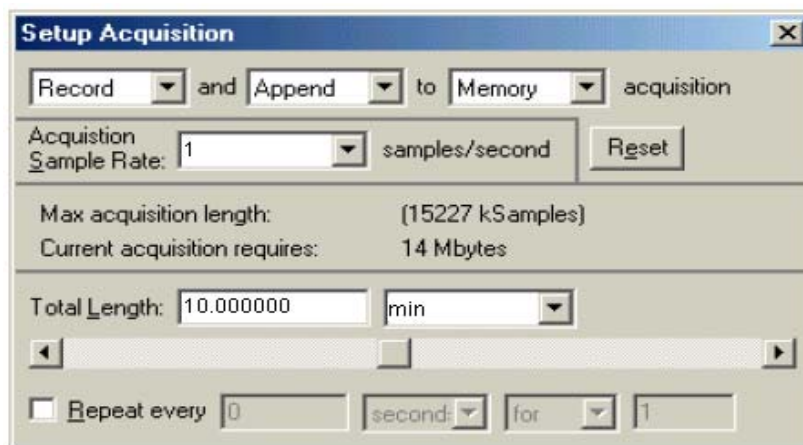 Setup Acquisition
Record and Append to Memory acquisition
Acquistion
Sample Rate: 1 samples/second Reset
Max acquisition length: (15227 kSamples)
Current acquisition requires: 14 Mbytes
Total Length: 10.000000 min
Repeat every 0 second: for 1